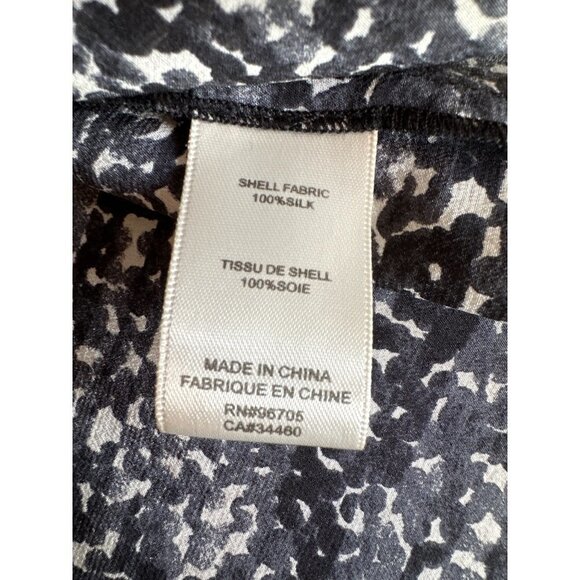 SHELL FABRIC
100%SILK
TISSU DE SHELL
100%SOIE
MADE IN CHINA
FABRIQUE EN CHINE
RN#96705
CA#34460